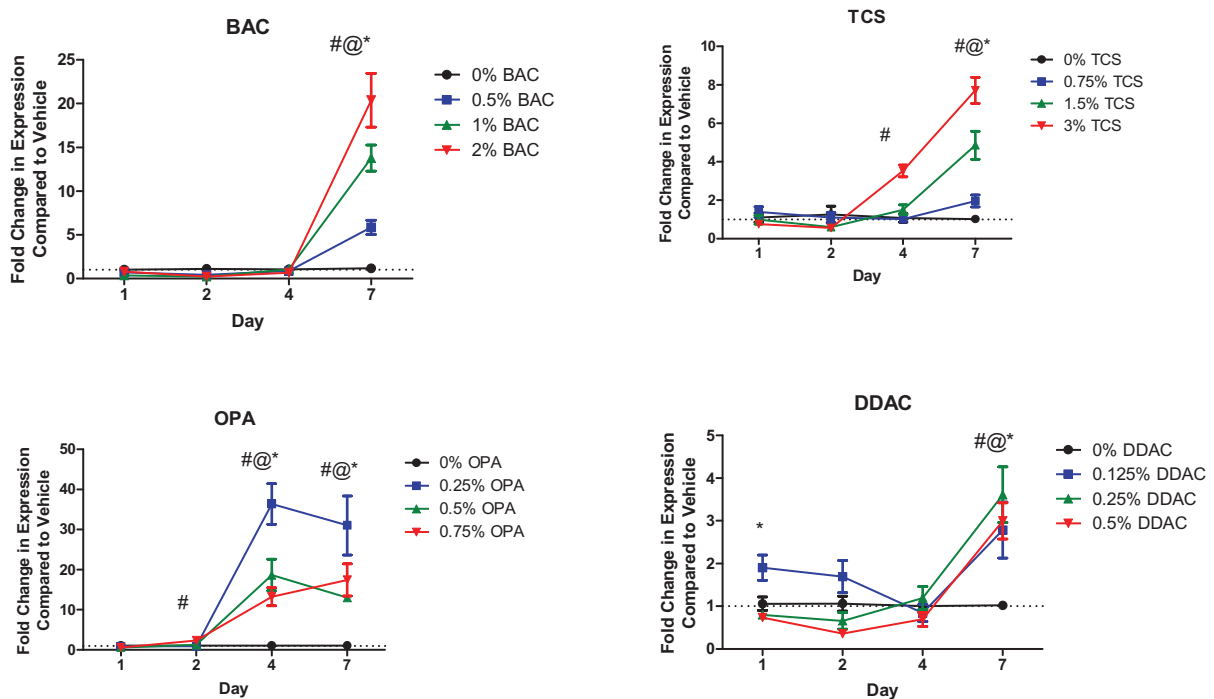 BAC
#@*
Fold Change in Expression
Compared to Vehicle
25
20
15
10
5
0
1
2
4
7
Day
0% BAC
0.5% BAC
1% BAC
2% BAC
TCS
#@*
#
Fold Change in Expression
Compared to Vehicle
10
8
6
4
2
0
1
2
4
7
Day
0% TCS
0.75% TCS
1.5% TCS
3% TCS
OPA
#@*
#@*
#
Fold Change in Expression
Compared to Vehicle
50
40
30
20
10
0
1
2
4
7
Day
0% OPA
0.25% OPA
0.5% OPA
0.75% OPA
DDAC
#@*
*
Fold Change in Expression
Compared to Vehicle
5
4
3
2
1
0
1
2
4
7
Day
0% DDAC
0.125% DDAC
0.25% DDAC
0.5% DDAC